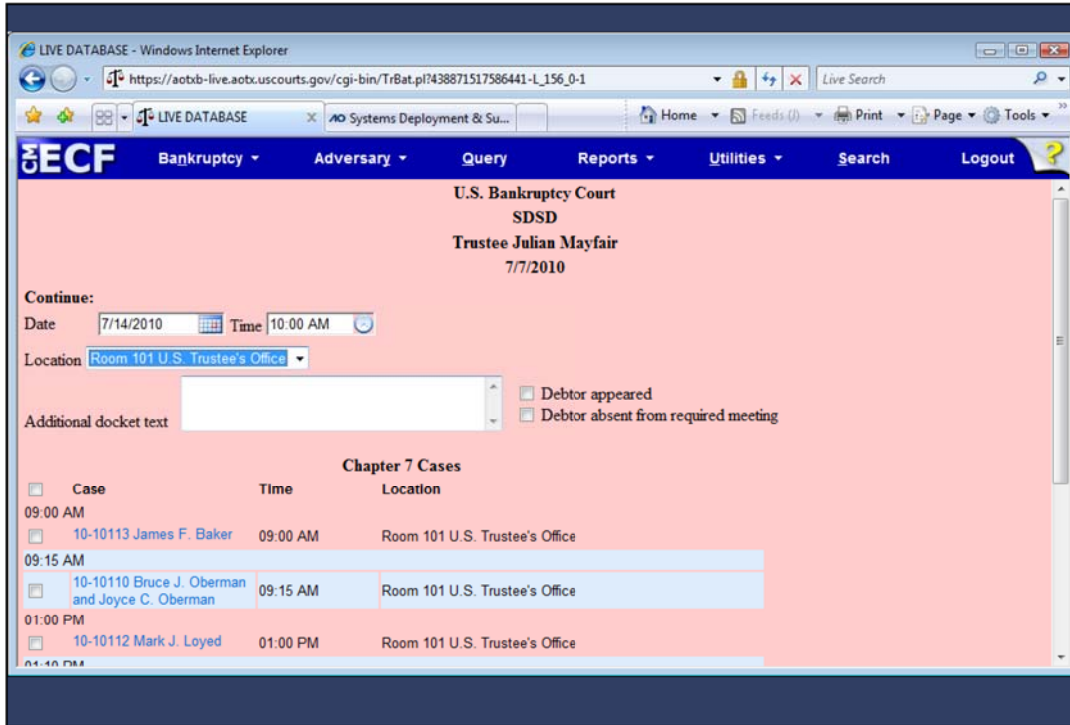 LIVE DATABASE - Windows Internet Explorer
https://aotxb-live.aotx.uscourts.gov/cgi-bin/TrBat.pl?438871517586441-L_156_0-1
Live Search
LIVE DATABASE
Systems Deployment & Su...
Home Feeds (J) Print Page Tools
CM ECF Bankruptcy Adversary Query Reports Utilities Search Logout ?
U.S. Bankruptcy Court
SDSD
Trustee Julian Mayfair
7/7/2010
Continue:
Date 7/14/2010 Time 10:00 AM
Location Room 101 U.S. Trustee's Office
Additional docket text
Debtor appeared
Debtor absent from required meeting
Chapter 7 Cases
Case Time Location
09:00 AM
10-10113 James F. Baker 09:00 AM Room 101 U.S. Trustee's Office
09:15 AM
10-10110 Bruce J. Oberman
and Joyce C. Oberman 09:15 AM Room 101 U.S. Trustee's Office
01:00 PM
10-10112 Mark J. Loyed 01:00 PM Room 101 U.S. Trustee's Office
01:10 PM